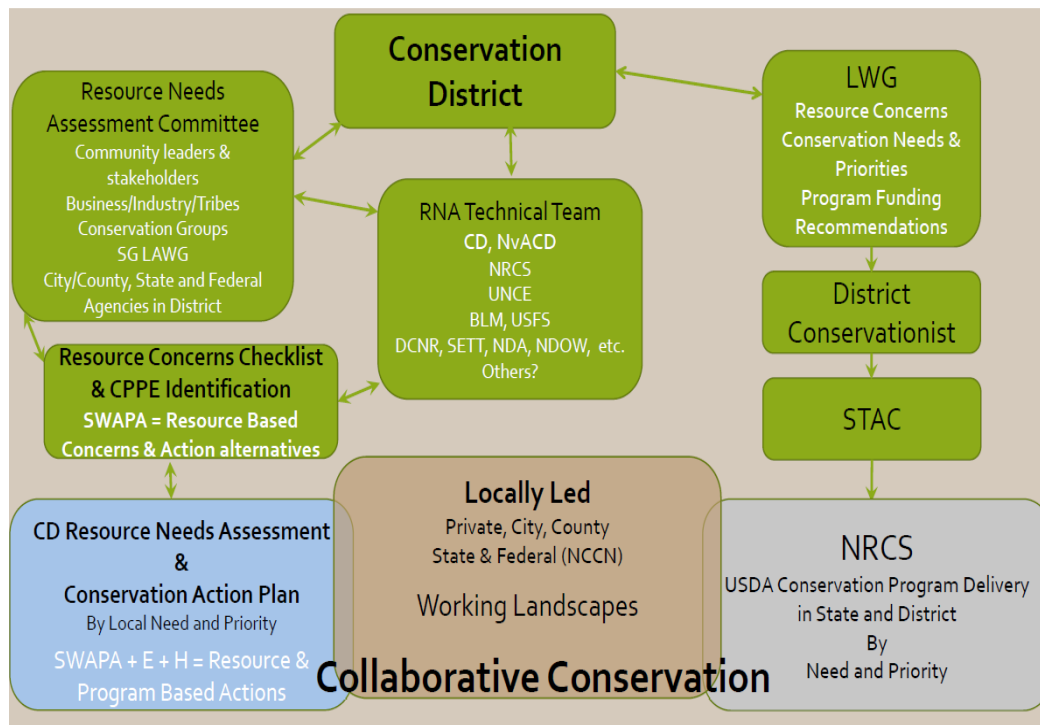 Conservation
District
Resource Needs
Assessment Committee
Community leaders &
stakeholders
Business/Industry/Tribes
Conservation Groups
SG LAWG
City/County, State and Federal
Agencies in District
LWG
Resource Concerns
Conservation Needs &
Priorities
Program Funding
Recommendations
RNA Technical Team
CD, NvACD
NRCS
UNCE
BLM, USFS
DCNR, SETT, NDA, NDOW, etc.
Others?
District
Conservationist
Resource Concerns Checklist
& CPPE Identification
SWAPA = Resource Based
Concerns & Action alternatives
STAC
CD Resource Needs Assessment
&
Conservation Action Plan
By Local Need and Priority
SWAPA + E + H = Resource &
Program Based Actions
Locally Led
Private, City, County
State & Federal (NCCN)
Working Landscapes
NRCS
USDA Conservation Program Delivery
in State and District
By
Need and Priority
Collaborative Conservation